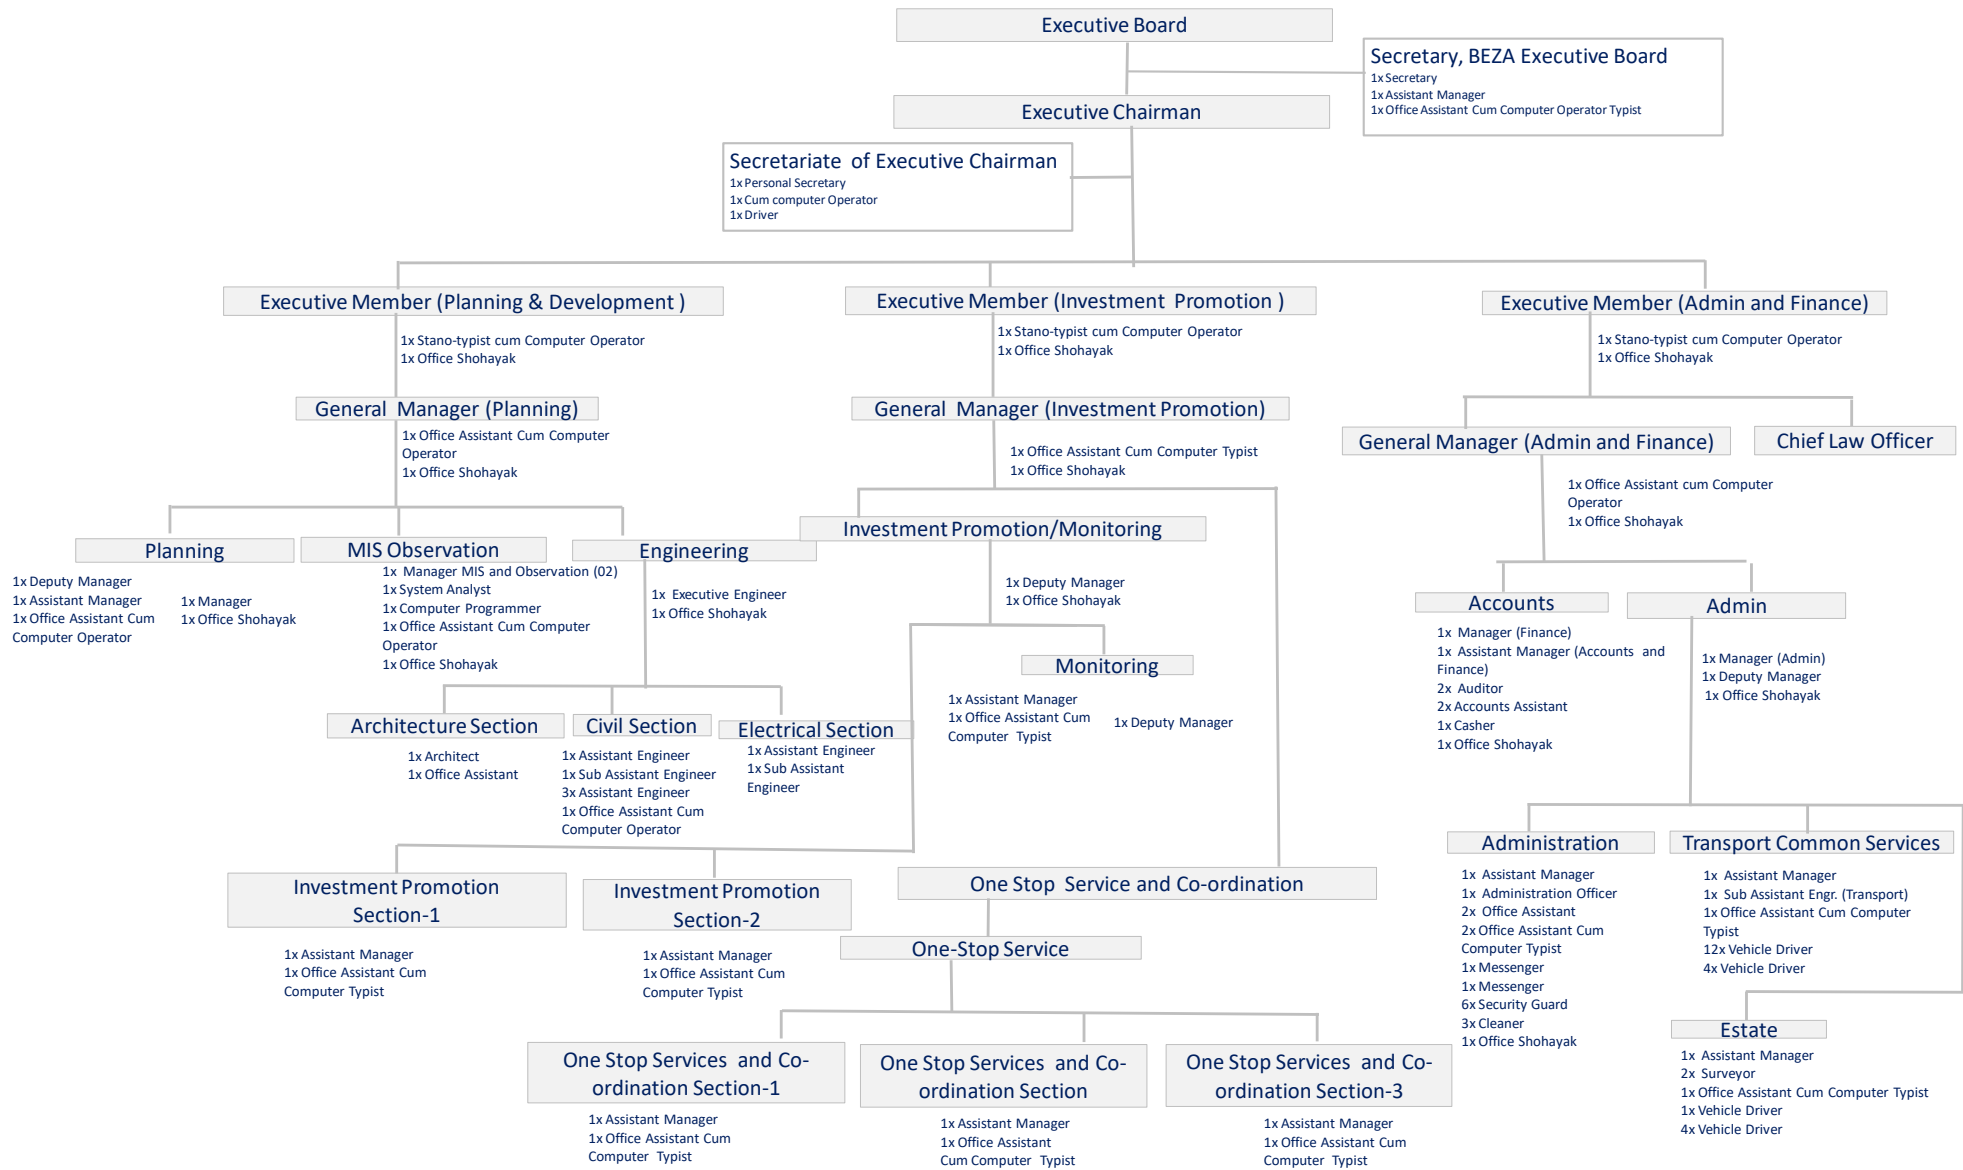 Executive Board
Secretary, BEZA Executive Board
1x Secretary
1x Assistant Manager
1x Office Assistant Cum Computer Operator Typist
Executive Chairman
Secretariate of Executive Chairman
1x Personal Secretary
1x Cum computer Operator
1x Driver
Executive Member (Planning & Development )
1x Stano-typist cum Computer Operator
1x Office Shohayak
General Manager (Planning)
1x Office Assistant Cum Computer
Operator
1x Office Shohayak
Planning
1x Deputy Manager
1x Assistant Manager
1x Office Assistant Cum
Computer Operator
1x Manager
1x Office Shohayak
MIS Observation
1x Manager MIS and Observation (02)
1x System Analyst
1x Computer Programmer
1x Office Assistant Cum Computer
Operator
1x Office Shohayak
Engineering
1x Executive Engineer
1x Office Shohayak
Architecture Section
1x Architect
1x Office Assistant
Civil Section
1x Assistant Engineer
1x Sub Assistant Engineer
3x Assistant Engineer
1x Office Assistant Cum
Computer Operator
Electrical Section
1x Assistant Engineer
1x Sub Assistant
Engineer
Executive Member (Investment Promotion )
1x Stano-typist cum Computer Operator
1x Office Shohayak
General Manager (Investment Promotion)
1x Office Assistant Cum Computer Typist
1x Office Shohayak
Investment Promotion/Monitoring
1x Deputy Manager
1x Office Shohayak
Monitoring
1x Assistant Manager
1x Office Assistant Cum
Computer Typist
1x Deputy Manager
Investment Promotion
Section-1
1x Assistant Manager
1x Office Assistant Cum
Computer Typist
Investment Promotion
Section-2
1x Assistant Manager
1x Office Assistant Cum
Computer Typist
One Stop Service and Co-ordination
One-Stop Service
One Stop Services and Co-
ordination Section-1
1x Assistant Manager
1x Office Assistant Cum
Computer Typist
One Stop Services and Co-
ordination Section
1x Assistant Manager
1x Office Assistant
Cum Computer Typist
One Stop Services and Co-
ordination Section-3
1x Assistant Manager
1x Office Assistant Cum
Computer Typist
Executive Member (Admin and Finance)
1x Stano-typist cum Computer Operator
1x Office Shohayak
General Manager (Admin and Finance)
Chief Law Officer
1x Office Assistant cum Computer
Operator
1x Office Shohayak
Accounts
1x Manager (Finance)
1x Assistant Manager (Accounts and
Finance)
2x Auditor
2x Accounts Assistant
1x Casher
1x Office Shohayak
Admin
1x Manager (Admin)
1x Deputy Manager
1x Office Shohayak
Administration
1x Assistant Manager
1x Administration Officer
2x Office Assistant
2x Office Assistant Cum
Computer Typist
1x Messenger
1x Messenger
6x Security Guard
3x Cleaner
1x Office Shohayak
Transport Common Services
1x Assistant Manager
1x Sub Assistant Engr. (Transport)
1x Office Assistant Cum Computer
Typist
12x Vehicle Driver
4x Vehicle Driver
Estate
1x Assistant Manager
2x Surveyor
1x Office Assistant Cum Computer Typist
1x Vehicle Driver
4x Vehicle Driver